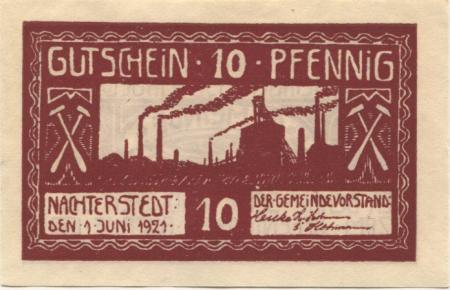 GUTSCHEIN · 10 · PFENNIG
NACHTERSTEDT:
DEN 1. JUNI 1921.
10
DER GEMEINDEVORSTAND: